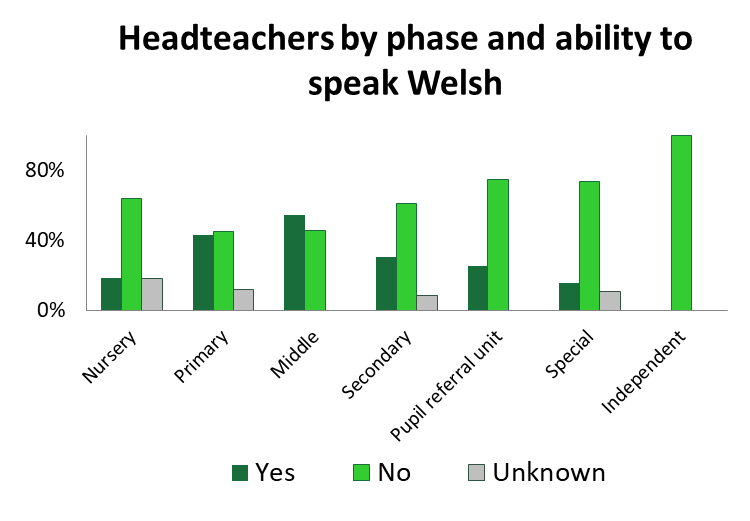 Headteachers by phase and ability to
speak Welsh
80%
40%
0%
Nursery
Primary
Middle
Secondary
Pupil referral unit
Special
Independent
Yes
No
Unknown